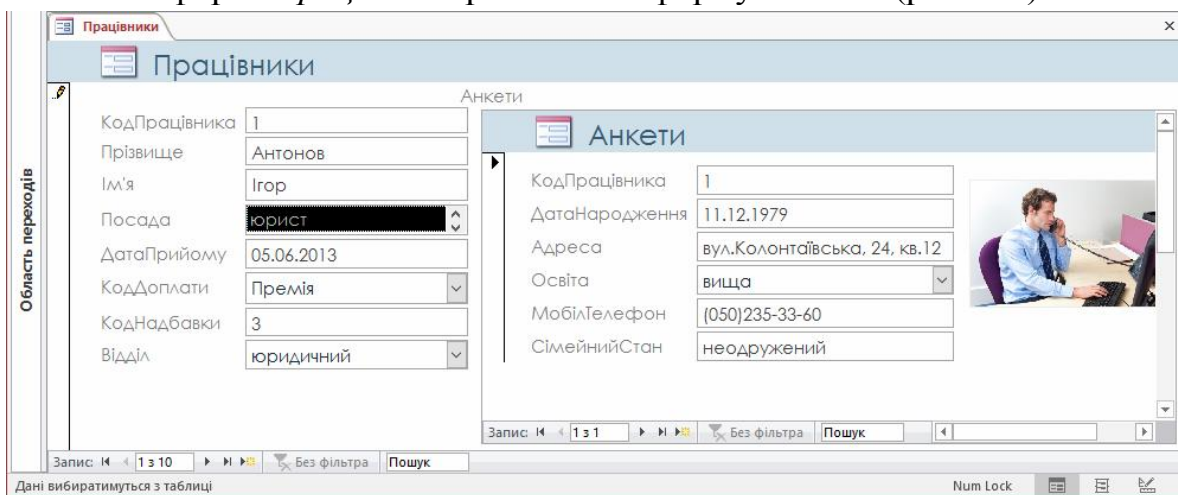 Працівники
Працівники
Анкети
КодПрацівника 1
Прізвище Антонов
Ім'я Ігор
Посада юрист
ДатаПрийому 05.06.2013
КодДоплати Премія
КодНадбавки 3
Відділ юридичний
Анкети
КодПрацівника 1
ДатаНародження 11.12.1979
Адреса вул.Колонтаївська, 24, кв.12
Освіта вища
МобілТелефон (050)235-33-60
СімейнийСтан неодружений
Запис: 1 з 1 Без фільтра Пошук
Запис: 1 з 10 Без фільтра Пошук
Область переходів
Дані вибиратимуться з таблиці Num Lock